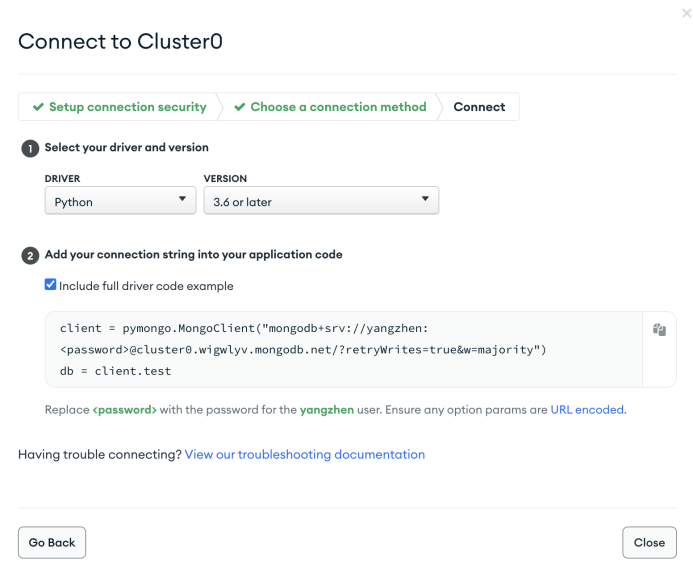 ×
Connect to Cluster0
✔ Setup connection security ✔ Choose a connection method Connect
1 Select your driver and version
DRIVER VERSION
Python 3.6 or later
2 Add your connection string into your application code
Include full driver code example
client = pymongo.MongoClient("mongodb+srv://yangzhen:
<password>@cluster0.wigwlyv.mongodb.net/?retryWrites=true&w=majority")
db = client.test
Replace <password> with the password for the yangzhen user. Ensure any option params are URL encoded.
Having trouble connecting? View our troubleshooting documentation
Go Back Close